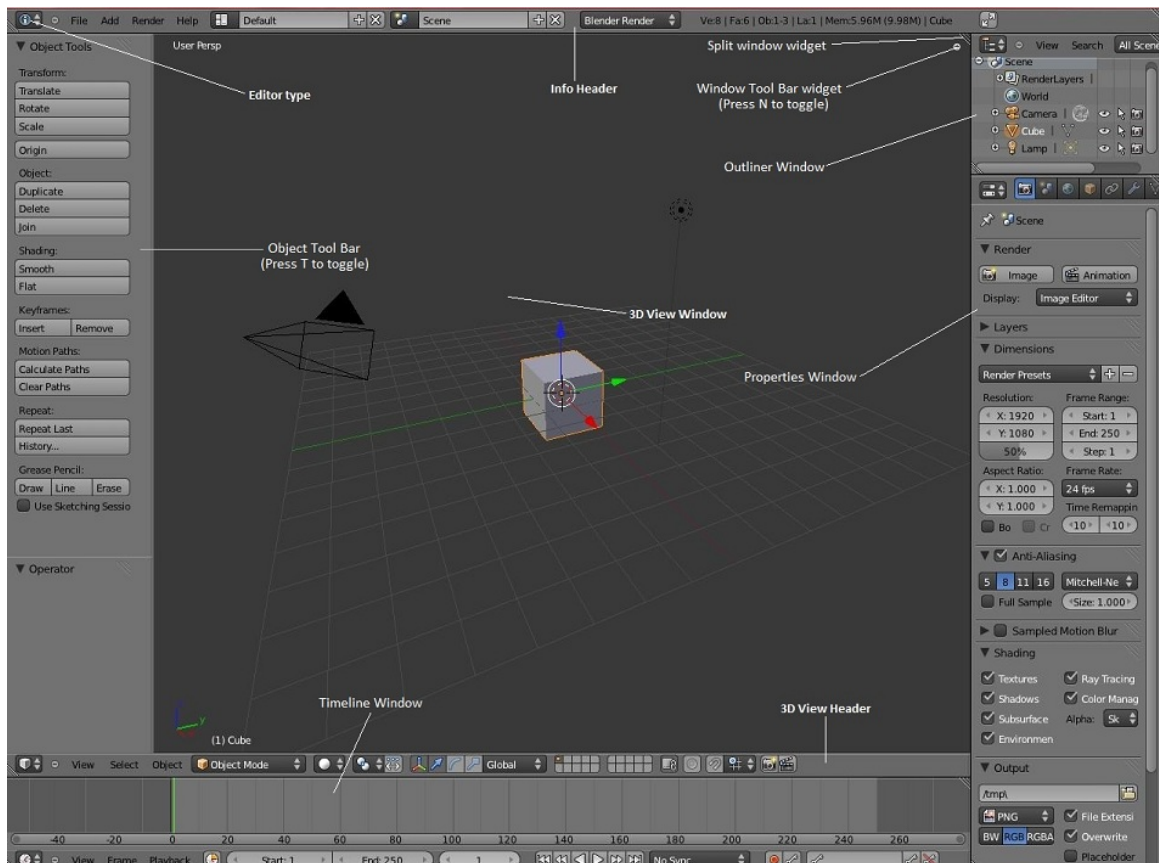 File Add Render Help Default Scene Blender Render Ve:8 | Fa:6 | Ob:1-3 | La:1 | Mem:5.96M (9.98M) | Cube
Object Tools
Transform:
Translate
Rotate
Scale
Origin
Object:
Duplicate
Delete
Join
Shading:
Smooth
Flat
Keyframes:
Insert Remove
Motion Paths:
Calculate Paths
Clear Paths
Repeat:
Repeat Last
History...
Grease Pencil:
Draw Line Erase
Use Sketching Sessio
Operator
User Persp
Editor type
Info Header
Split window widget
Window Tool Bar widget
(Press N to toggle)
Outliner Window
Object Tool Bar
(Press T to toggle)
3D View Window
Properties Window
Timeline Window
3D View Header
y
(1) Cube
View Select Object Object Mode Global
-40 -20 0 20 40 60 80 100 120 140 160 180 200 220 240 260
View Frame Playback Start: 1 End: 250 1 No Sync
View Search All Scene
Scene
RenderLayers |
World
Camera |
Cube |
Lamp |
Scene
Render
Image Animation
Display: Image Editor
Layers
Dimensions
Render Presets
Resolution: Frame Range:
X: 1920 Start: 1
Y: 1080 End: 250
50% Step: 1
Aspect Ratio: Frame Rate:
X: 1.000 24 fps
Y: 1.000 Time Remappin
Bo Cr 10 10
Anti-Aliasing
5 8 11 16 Mitchell-Ne
Full Sample Size: 1.000
Sampled Motion Blur
Shading
Textures Ray Tracing
Shadows Color Manag
Subsurface Alpha: Sk
Environmen
Output
/tmp\
PNG File Extensi
BW RGB RGBA Overwrite
Placeholder